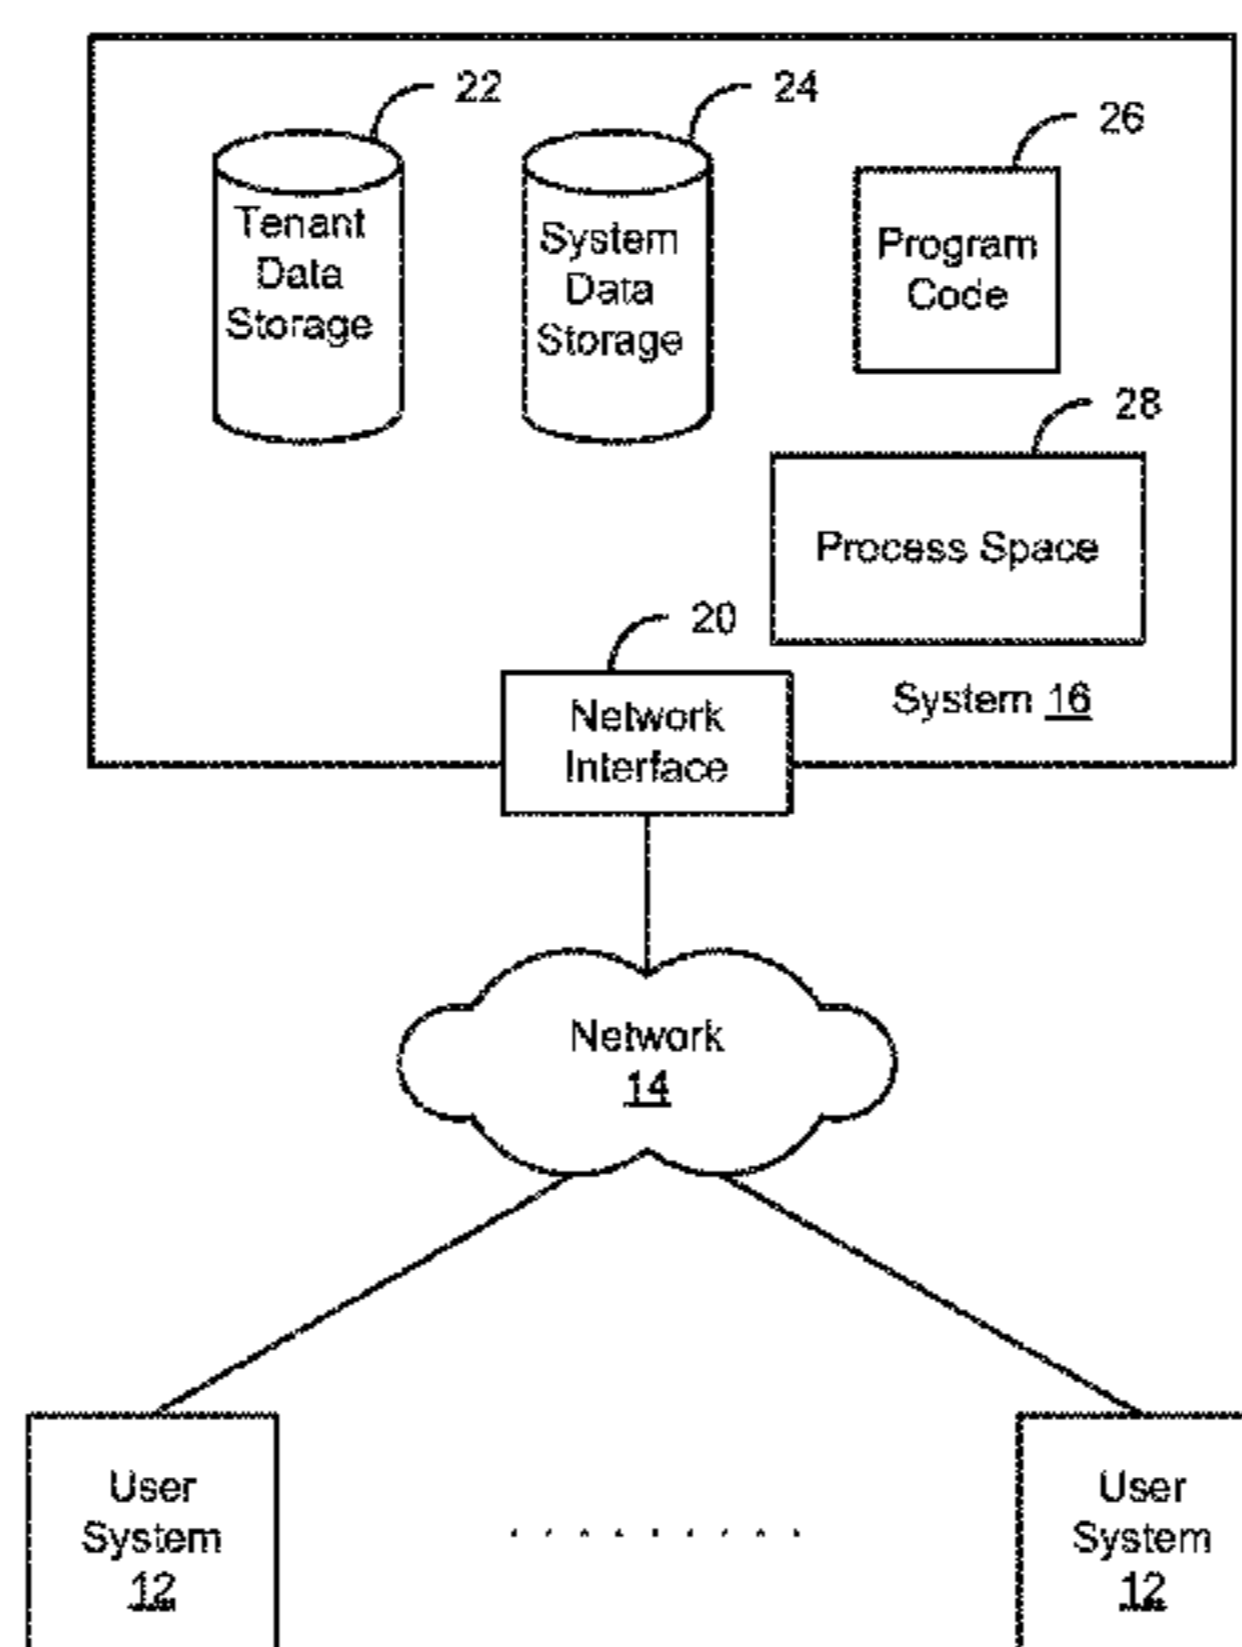 22
24
26
Tenant
Data
Storage
System
Data
Storage
Program
Code
28
Process Space
20
Network
Interface
System 16
Network
14
User
System
12
User
System
12